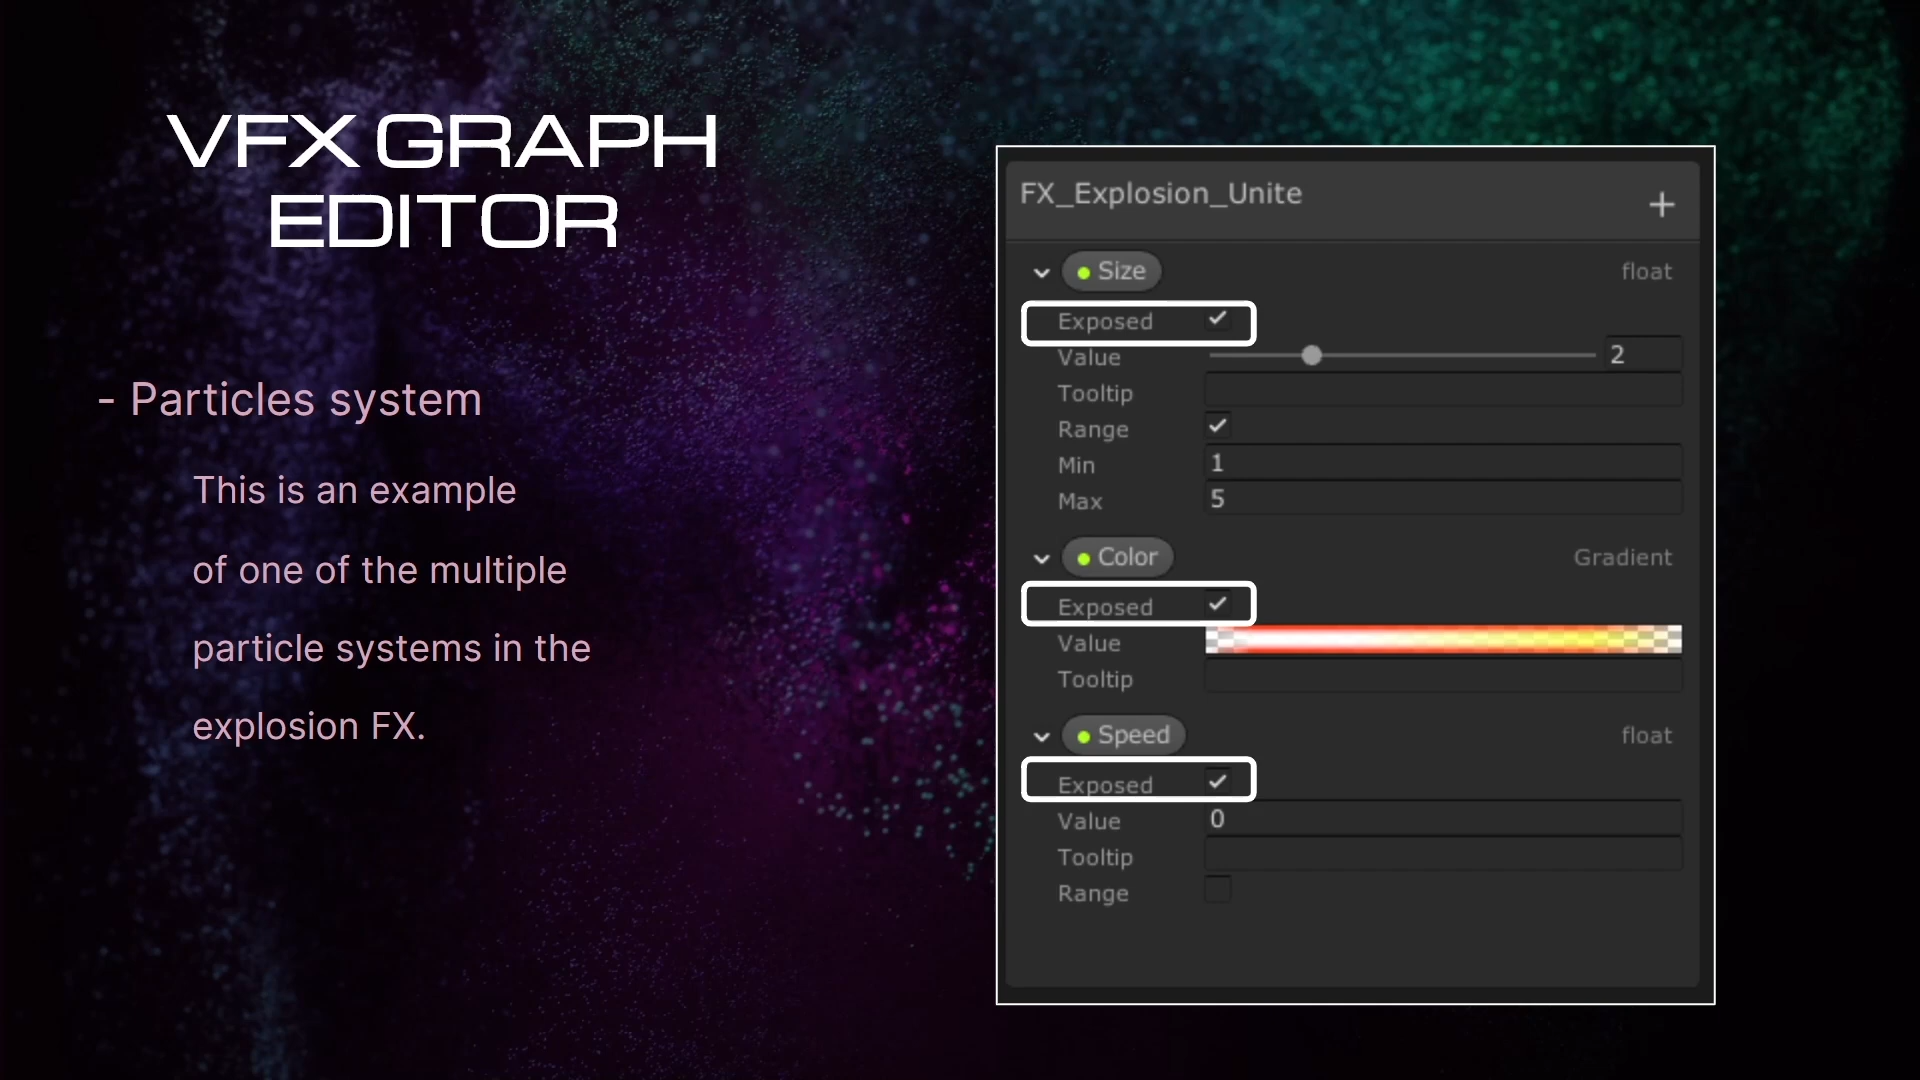 VFX GRAPH
EDITOR
- Particles system
This is an example
of one of the multiple
particle systems in the
explosion FX.
FX_Explosion_Unite +
Size float
Exposed
Value 2
Tooltip
Range
Min 1
Max 5
Color Gradient
Exposed
Value
Tooltip
Speed float
Exposed
Value 0
Tooltip
Range